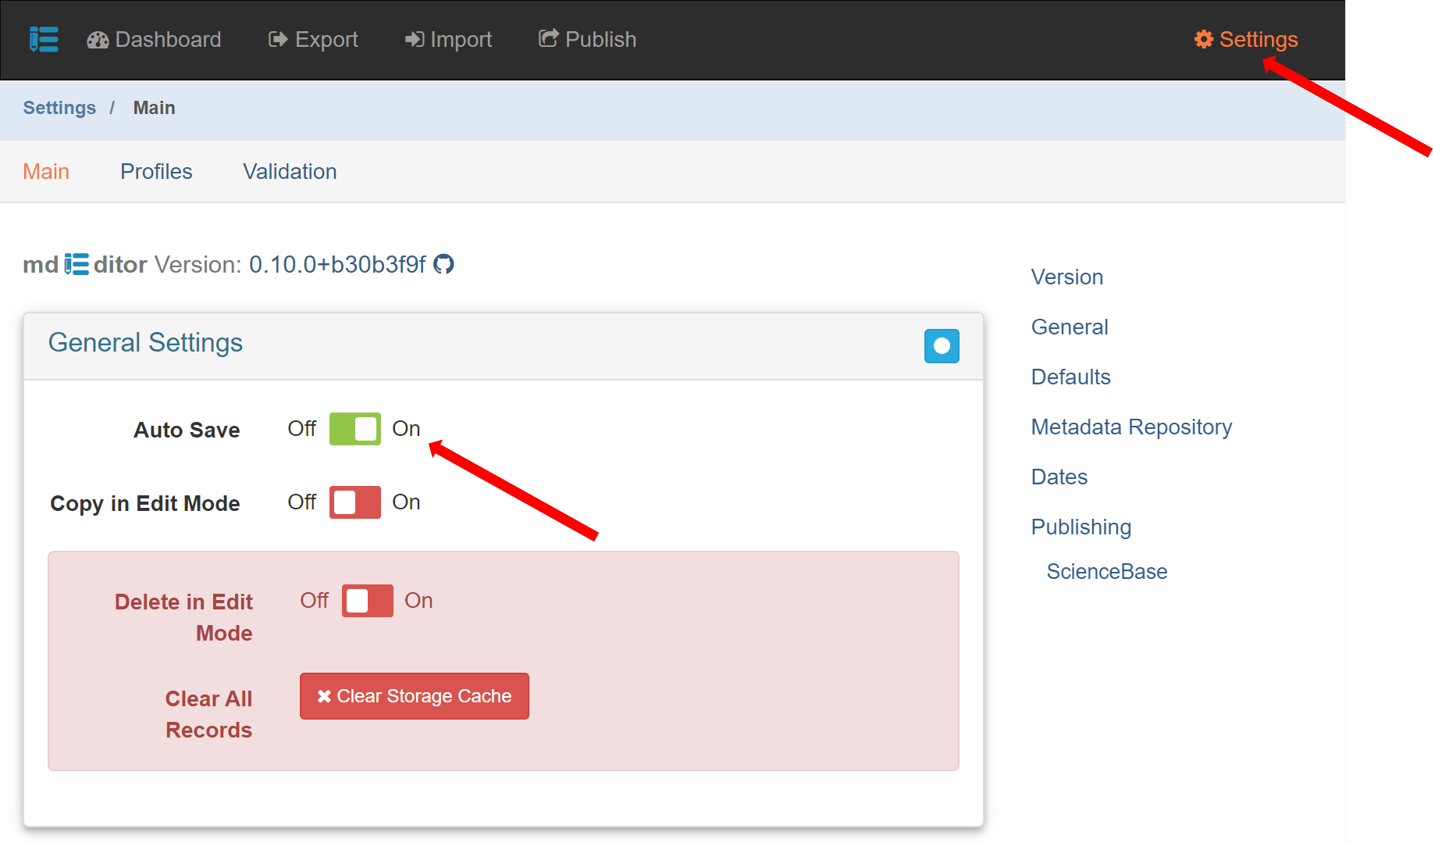 Dashboard Export Import Publish Settings
Settings / Main
Main Profiles Validation
md ditor Version: 0.10.0+b30b3f9f
General Settings
Auto Save Off On
Copy in Edit Mode Off On
Delete in Edit Mode Off On
Clear All Records Clear Storage Cache
Version
General
Defaults
Metadata Repository
Dates
Publishing
ScienceBase